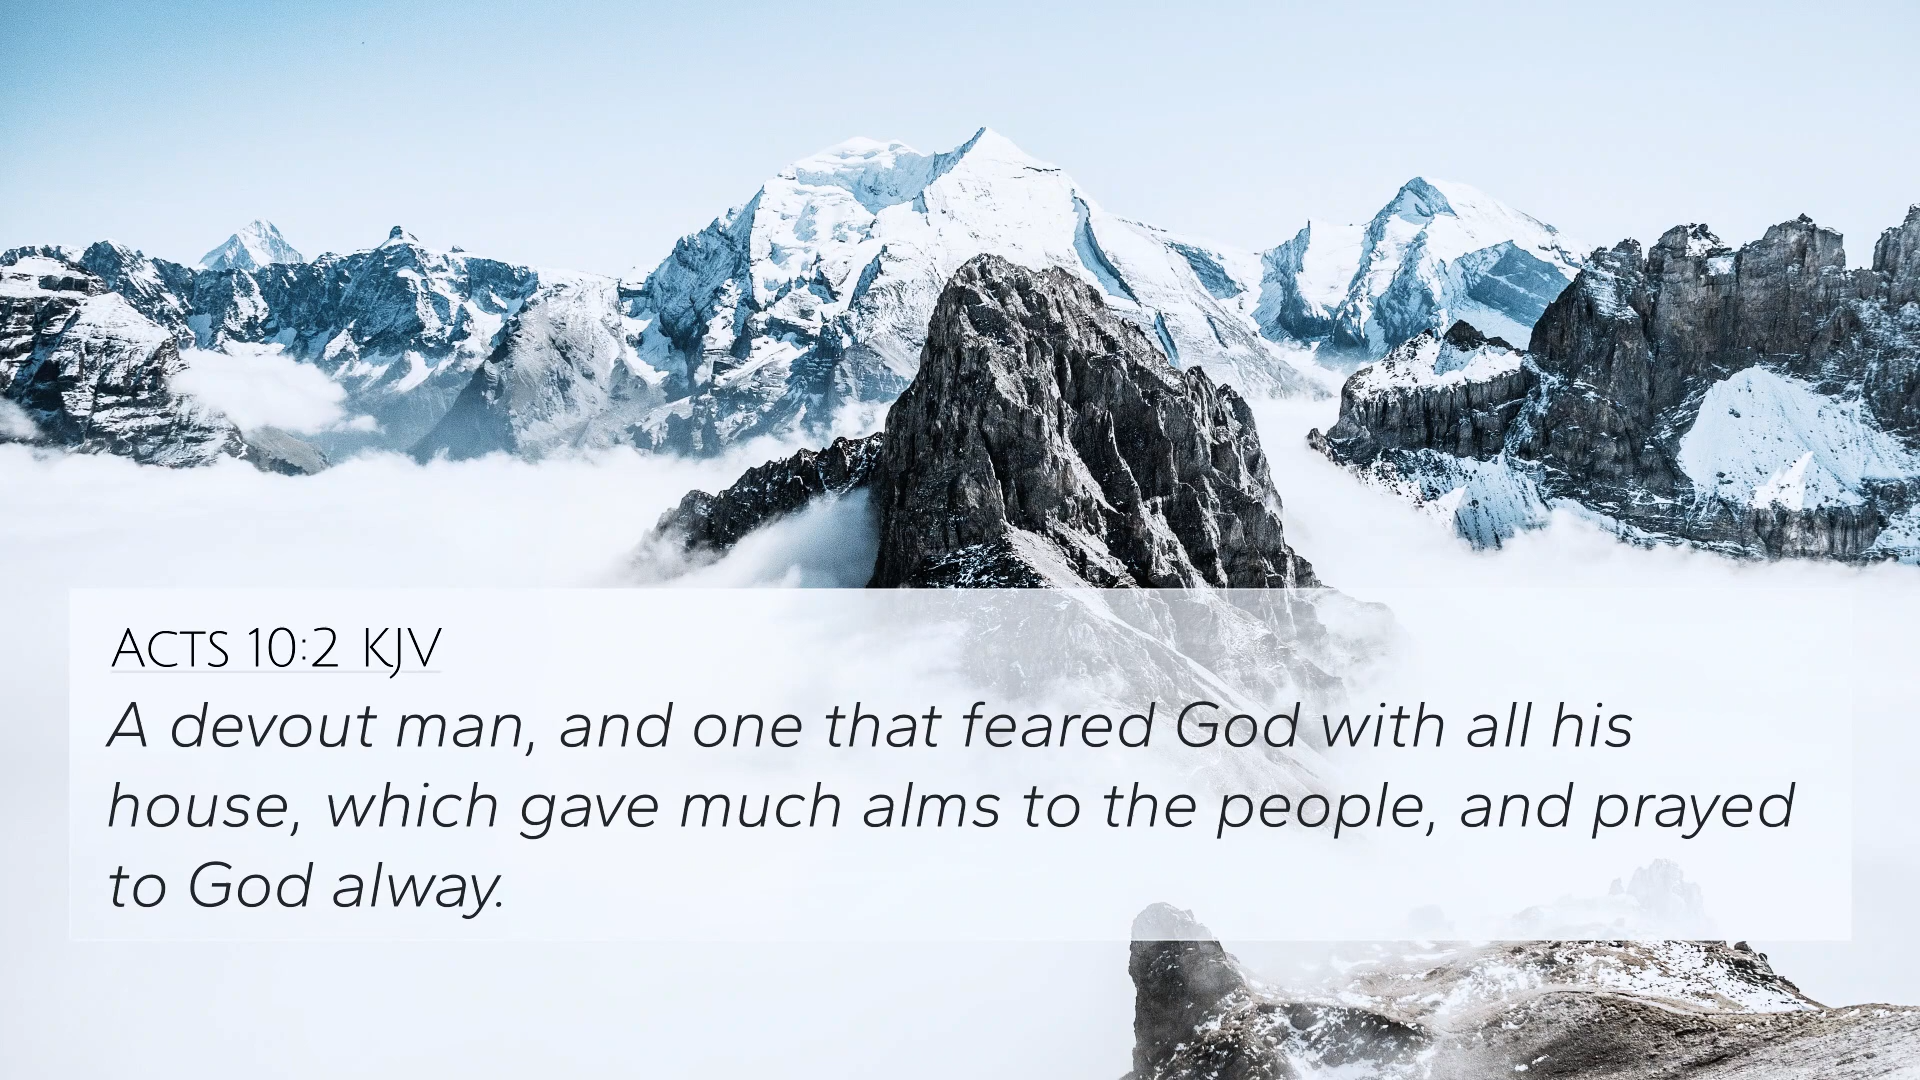 Acts 10:2 KJV
A devout man, and one that feared God with all his
house, which gave much alms to the people, and prayed
to God alway.